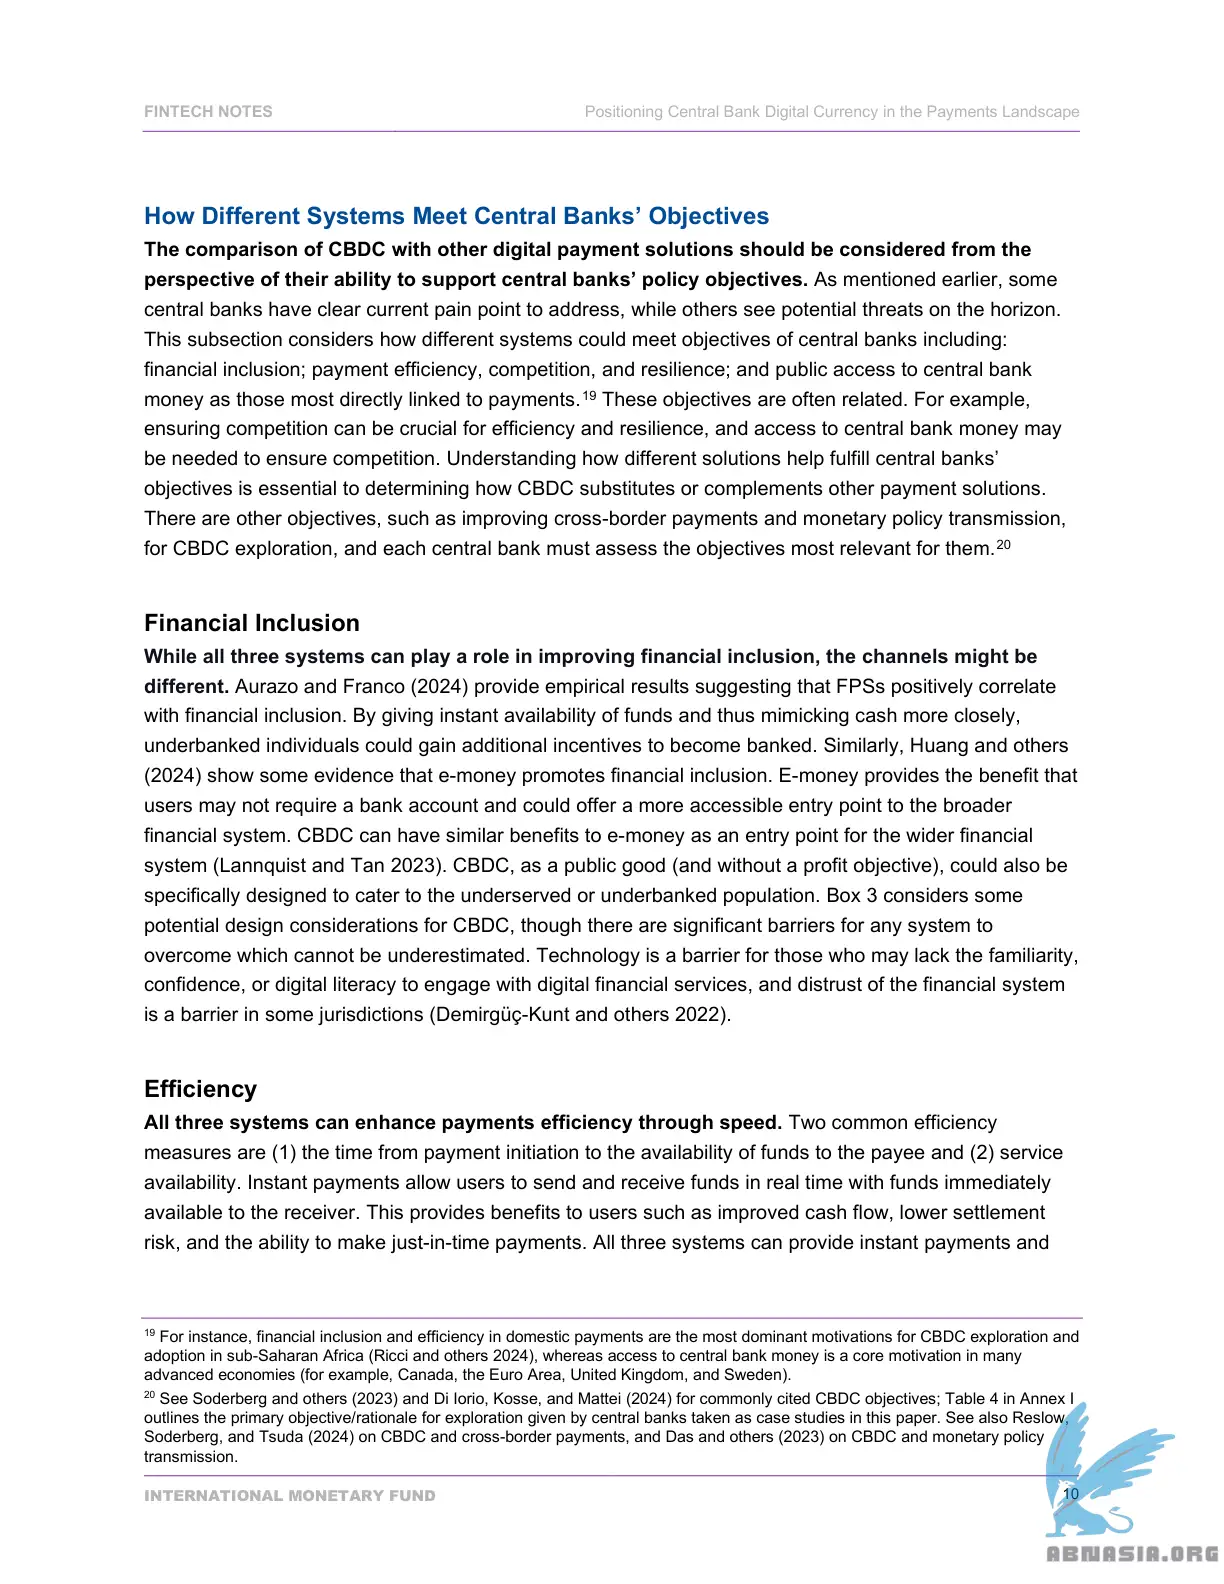 FINTECH NOTES
Positioning Central Bank Digital Currency in the Payments Landscape
How Different Systems Meet Central Banks’ Objectives
The comparison of CBDC with other digital payment solutions should be considered from the
perspective of their ability to support central banks’ policy objectives. As mentioned earlier, some
central banks have clear current pain point to address, while others see potential threats on the horizon.
This subsection considers how different systems could meet objectives of central banks including:
financial inclusion; payment efficiency, competition, and resilience; and public access to central bank
money as those most directly linked to payments.19 These objectives are often related. For example,
ensuring competition can be crucial for efficiency and resilience, and access to central bank money may
be needed to ensure competition. Understanding how different solutions help fulfill central banks’
objectives is essential to determining how CBDC substitutes or complements other payment solutions.
There are other objectives, such as improving cross-border payments and monetary policy transmission,
for CBDC exploration, and each central bank must assess the objectives most relevant for them.20
Financial Inclusion
While all three systems can play a role in improving financial inclusion, the channels might be
different. Aurazo and Franco (2024) provide empirical results suggesting that FPSs positively correlate
with financial inclusion. By giving instant availability of funds and thus mimicking cash more closely,
underbanked individuals could gain additional incentives to become banked. Similarly, Huang and others
(2024) show some evidence that e-money promotes financial inclusion. E-money provides the benefit that
users may not require a bank account and could offer a more accessible entry point to the broader
financial system. CBDC can have similar benefits to e-money as an entry point for the wider financial
system (Lannquist and Tan 2023). CBDC, as a public good (and without a profit objective), could also be
specifically designed to cater to the underserved or underbanked population. Box 3 considers some
potential design considerations for CBDC, though there are significant barriers for any system to
overcome which cannot be underestimated. Technology is a barrier for those who may lack the familiarity,
confidence, or digital literacy to engage with digital financial services, and distrust of the financial system
is a barrier in some jurisdictions (Demirgüç-Kunt and others 2022).
Efficiency
All three systems can enhance payments efficiency through speed. Two common efficiency
measures are (1) the time from payment initiation to the availability of funds to the payee and (2) service
availability. Instant payments allow users to send and receive funds in real time with funds immediately
available to the receiver. This provides benefits to users such as improved cash flow, lower settlement
risk, and the ability to make just-in-time payments. All three systems can provide instant payments and
19 For instance, financial inclusion and efficiency in domestic payments are the most dominant motivations for CBDC exploration and
adoption in sub-Saharan Africa (Ricci and others 2024), whereas access to central bank money is a core motivation in many
advanced economies (for example, Canada, the Euro Area, United Kingdom, and Sweden).
20 See Soderberg and others (2023) and Di Iorio, Kosse, and Mattei (2024) for commonly cited CBDC objectives; Table 4 in Annex I
outlines the primary objective/rationale for exploration given by central banks taken as case studies in this paper. See also Reslow,
Soderberg, and Tsuda (2024) on CBDC and cross-border payments, and Das and others (2023) on CBDC and monetary policy
transmission.
INTERNATIONAL MONETARY FUND
10
ABNASIA.ORG